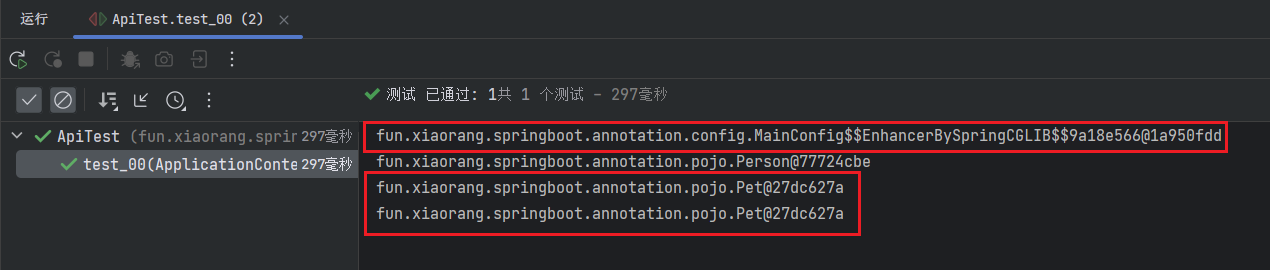 运行
ApiTest.test_00 (2)
测试 已通过: 1共 1 个测试 – 297毫秒
ApiTest (fun.xiaorang.sprin 297毫秒
test_00(ApplicationConte 297毫秒
fun.xiaorang.springboot.annotation.config.MainConfig$$EnhancerBySpringCGLIB$$9a18e566@1a950fdd
fun.xiaorang.springboot.annotation.pojo.Person@77724cbe
fun.xiaorang.springboot.annotation.pojo.Pet@27dc627a
fun.xiaorang.springboot.annotation.pojo.Pet@27dc627a